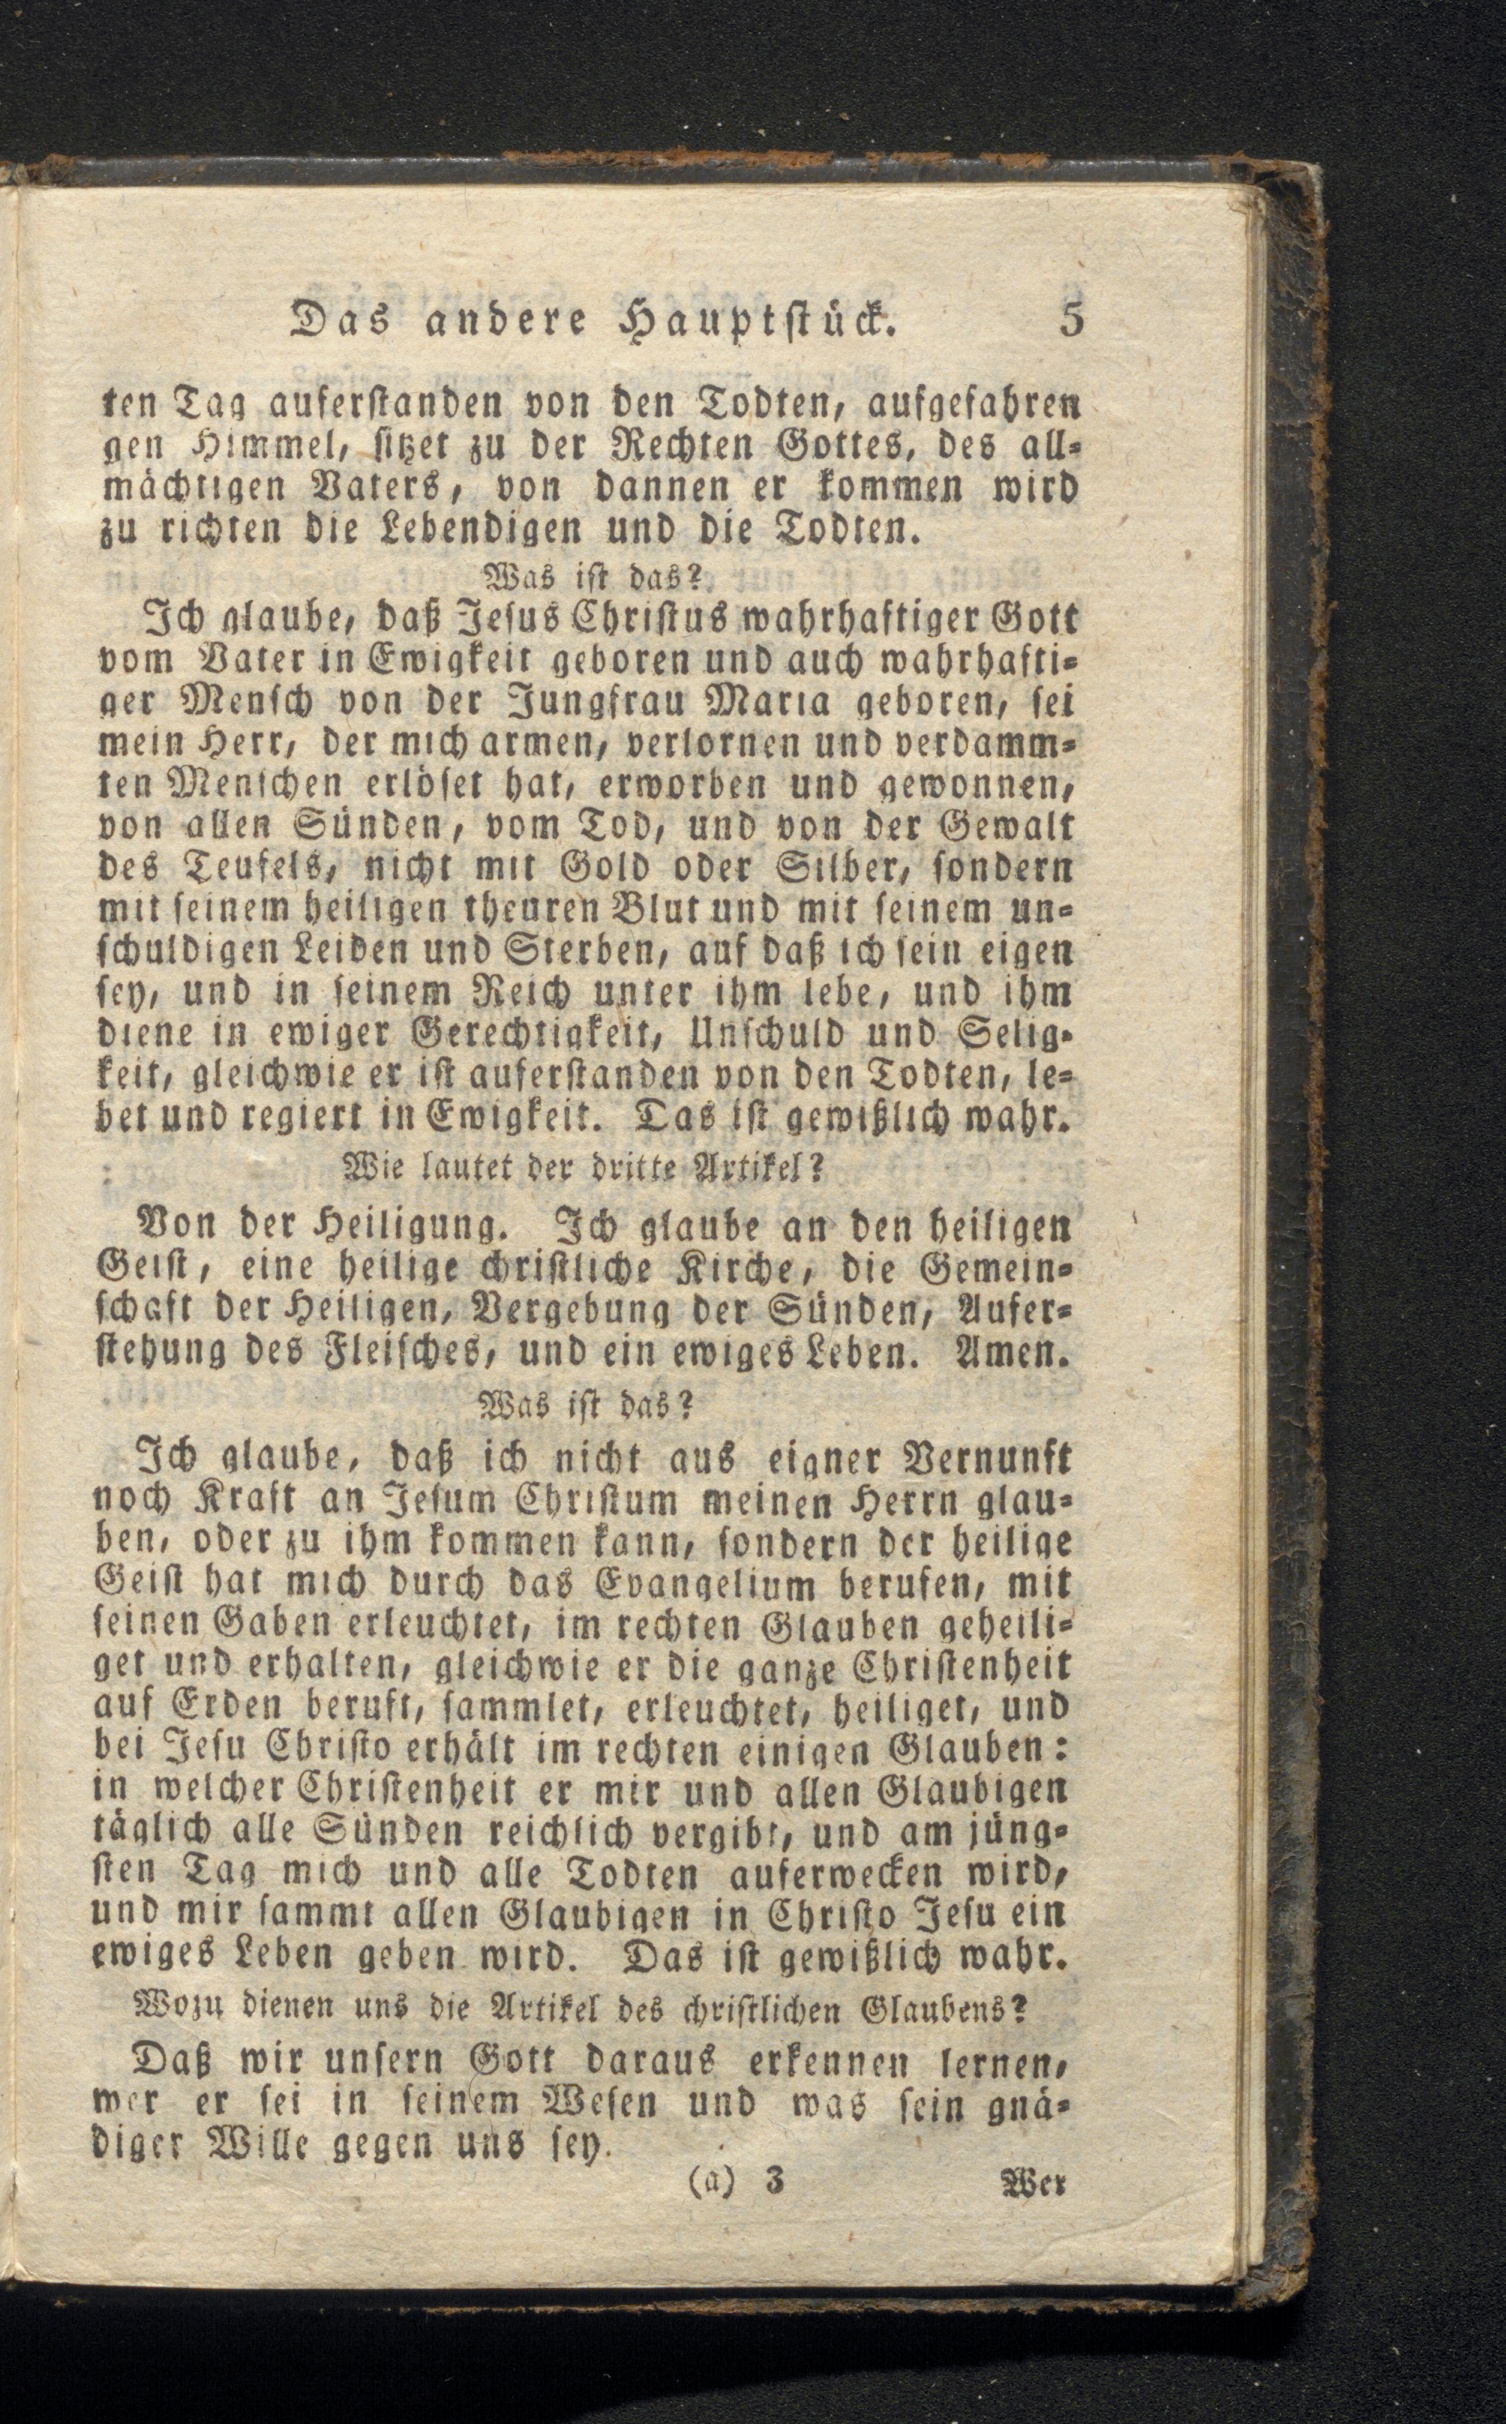 Das andere Hauptstück. 5
ten Tag auferstanden von den Todten, aufgefahren
gen Himmel, sitzet zu der Rechten Gottes, des all-
mächtigen Vaters, von dannen er kommen wird
zu richten die Lebendigen und die Todten.
Was ist das?
Ich glaube, daß Jesus Christus wahrhaftiger Gott
vom Vater in Ewigkeit geboren und auch wahrhafti-
ger Mensch von der Jungfrau Maria geboren, sei
mein Herr, der mich armen, verlornen und verdamm-
ten Menschen erlöset hat, erworben und gewonnen,
von allen Sünden, vom Tod, und von der Gewalt
des Teufels, nicht mit Gold oder Silber, sondern
mit seinem heiligen theuren Blut und mit seinem un-
schuldigen Leiden und Sterben, auf daß ich sein eigen
sey, und in seinem Reich unter ihm lebe, und ihm
diene in ewiger Gerechtigkeit, Unschuld und Selig-
keit, gleichwie er ist auferstanden von den Todten, le-
bet und regiert in Ewigkeit. Das ist gewißlich wahr.
Wie lautet der dritte Artikel?
Von der Heiligung. Ich glaube an den heiligen
Geist, eine heilige christliche Kirche, die Gemein-
schaft der Heiligen, Vergebung der Sünden, Aufer-
stehung des Fleisches, und ein ewiges Leben. Amen.
Was ist das?
Ich glaube, daß ich nicht aus eigner Vernunft
noch Kraft an Jesum Christum meinen Herrn glau-
ben, oder zu ihm kommen kann, sondern der heilige
Geist hat mich durch das Evangelium berufen, mit
seinen Gaben erleuchtet, im rechten Glauben geheili-
get und erhalten, gleichwie er die ganze Christenheit
auf Erden beruft, sammlet, erleuchtet, heiliget, und
bei Jesu Christo erhält im rechten einigen Glauben:
in welcher Christenheit er mir und allen Glaubigen
täglich alle Sünden reichlich vergibt, und am jüng-
sten Tag mich und alle Todten auferwecken wird,
und mir sammt allen Glaubigen in Christo Jesu ein
ewiges Leben geben wird. Das ist gewißlich wahr.
Wozu dienen uns die Artikel des christlichen Glaubens?
Daß wir unsern Gott daraus erkennen lernen,
wer er sei in seinem Wesen und was sein gnä-
diger Wille gegen uns sey.
(a) 3 Wer